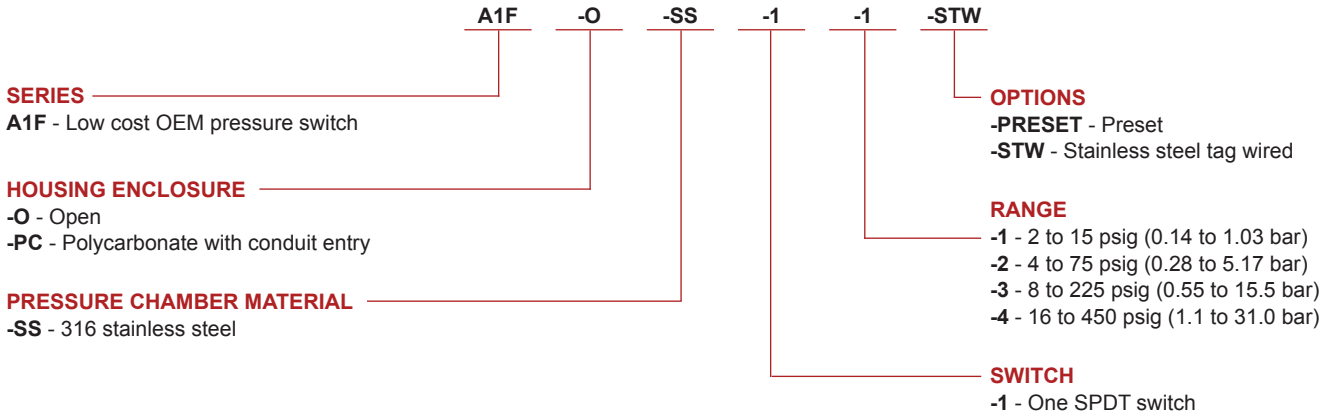 A1F -O -SS -1 -1 -STW
SERIES
A1F - Low cost OEM pressure switch
HOUSING ENCLOSURE
-O - Open
-PC - Polycarbonate with conduit entry
PRESSURE CHAMBER MATERIAL
-SS - 316 stainless steel
OPTIONS
-PRESET - Preset
-STW - Stainless steel tag wired
RANGE
-1 - 2 to 15 psig (0.14 to 1.03 bar)
-2 - 4 to 75 psig (0.28 to 5.17 bar)
-3 - 8 to 225 psig (0.55 to 15.5 bar)
-4 - 16 to 450 psig (1.1 to 31.0 bar)
SWITCH
-1 - One SPDT switch